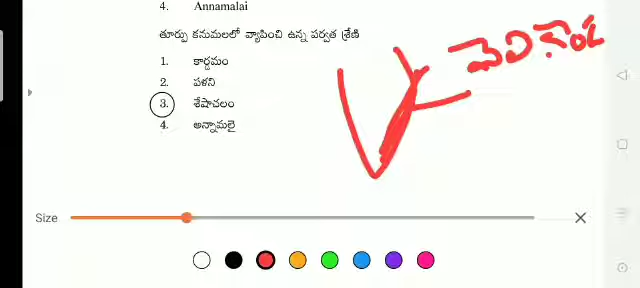 4. Annamalai
తూర్పు కనుమలలో వ్యాపించి ఉన్న పర్వత శ్రేణి
1. కార్డమం
2. పళని
3. శేషాచలం
4. అన్నామలై
Size